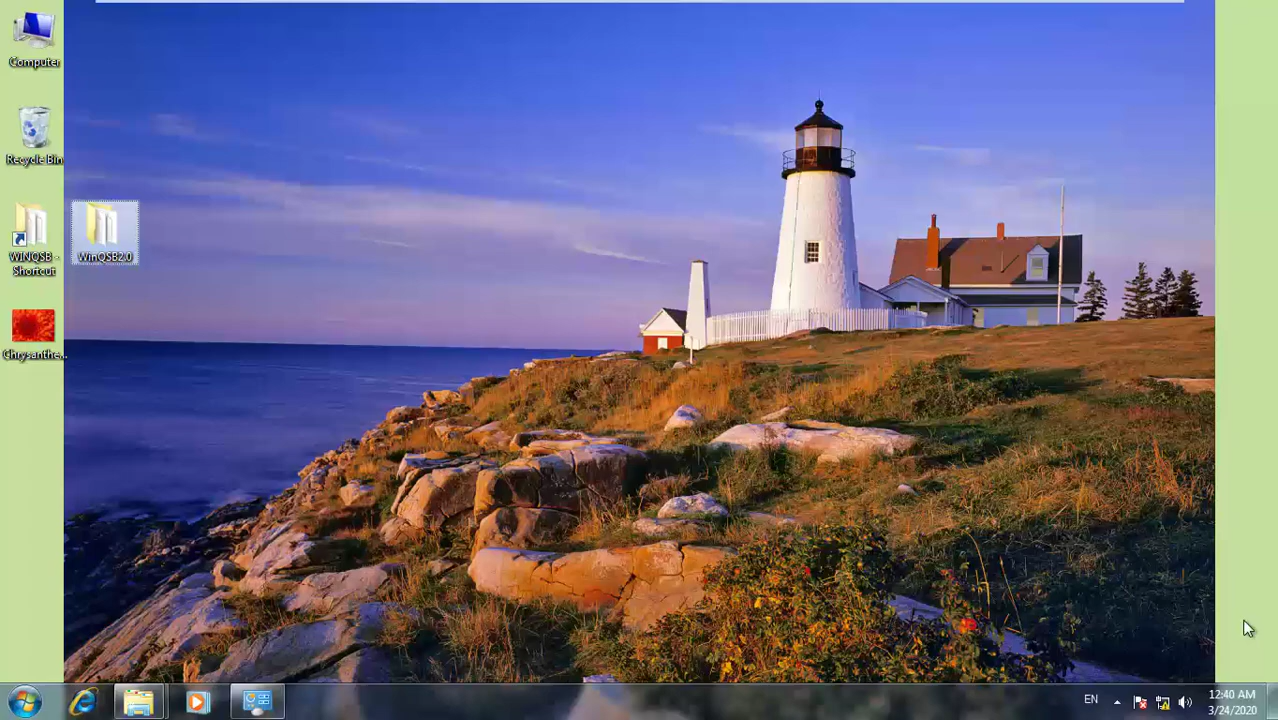 Computer
Recycle Bin
WINQSB -
Shortcut
WinQSB2.0
Chrysanthe...
EN
12:40 AM
3/24/2020